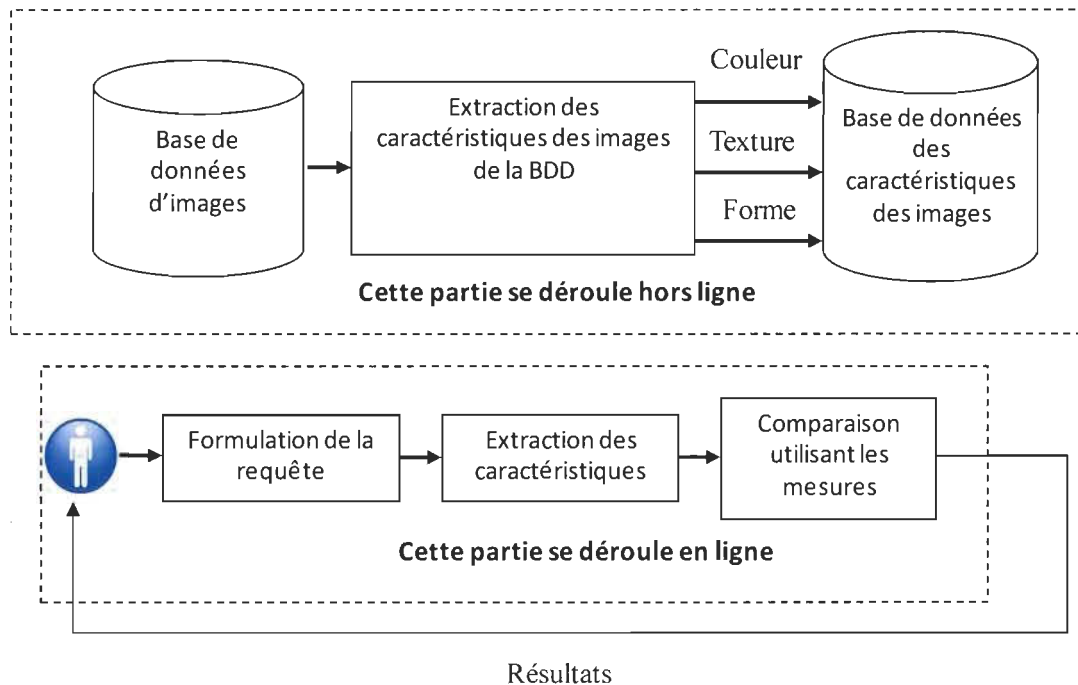 Couleur
Base de
données
d'images
Extraction des
caractéristiques des images
de la BDD
Texture
Forme
Base de données
des
caractéristiques
des images
Cette partie se déroule hors ligne
Formulation de la
requête
Extraction des
caractéristiques
Comparaison
utilisant les
mesures
Cette partie se déroule en ligne
Résultats